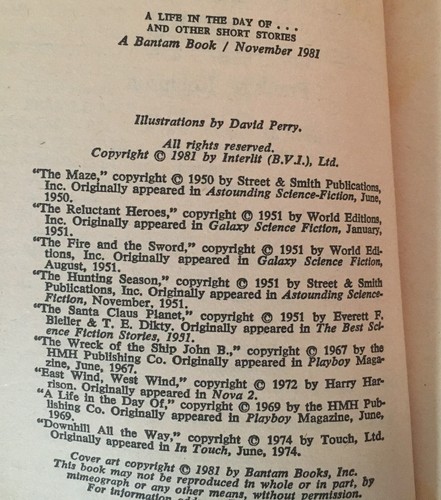 A LIFE IN THE DAY OF . . .
AND OTHER SHORT STORIES
A Bantam Book / November 1981
Illustrations by David Perry.
All rights reserved.
Copyright © 1981 by Interlit (B.V.I.), Ltd.
"The Maze," copyright © 1950 by Street & Smith Publications,
Inc. Originally appeared in Astounding Science-Fiction, June,
1950.
"The Reluctant Heroes," copyright © 1951 by World Editions,
Inc. Originally appeared in Galaxy Science Fiction, January,
1951.
"The Fire and the Sword," copyright © 1951 by World Edi-
tions, Inc. Originally appeared in Galaxy Science Fiction,
August, 1951.
"The Hunting Season," copyright © 1951 by Street & Smith
Publications, Inc. Originally appeared in Astounding Science-
Fiction, November, 1951.
"The Santa Claus Planet," copyright © 1951 by Everett F.
Bleiler & T. E. Dikty. Originally appeared in The Best Sci-
ence Fiction Stories, 1951.
"The Wreck of the Ship John B.," copyright © 1967 by the
HMH Publishing Co. Originally appeared in Playboy Maga-
zine, June, 1967.
"East Wind, West Wind," copyright © 1972 by Harry Har-
rison. Originally appeared in Nova 2.
"A Life in the Day Of," copyright © 1969 by the HMH Pub-
lishing Co. Originally appeared in Playboy Magazine, June,
1969.
"Downhill All the Way," copyright © 1974 by Touch, Ltd.
Originally appeared in In Touch, June, 1974.
Cover art copyright © 1981 by Bantam Books, Inc.
This book may not be reproduced in whole or in part, by
mimeograph or any other means, without permission.
For information